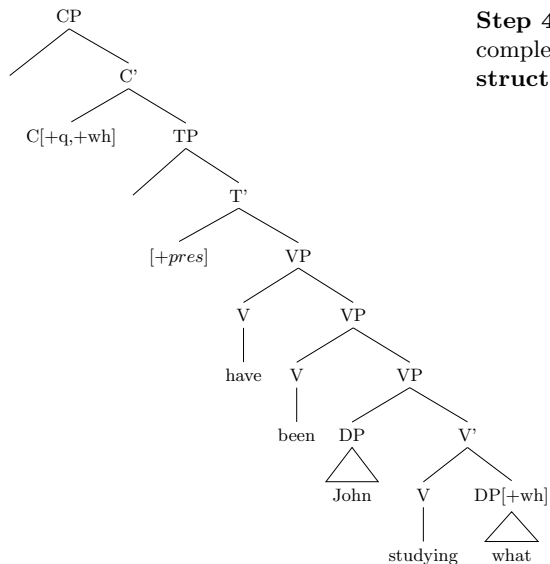 CP
Step 4
comple
struct
C'
C[+q,+wh]
TP
T'
[+pres]
VP
V
VP
have
V
VP
been
DP
V'
John
V
DP[+wh]
studying
what